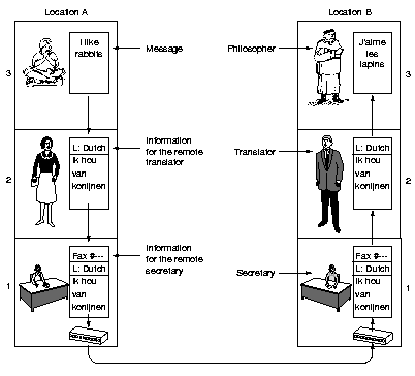 Location A
Location B
3
I like
rabbits
Message
Philosopher
J'aime
les
lapins
3
2
L: Dutch
Ik hou
van
konijnen
Information
for the remote
translator
Translator
L: Dutch
Ik hou
van
konijnen
2
1
Fax #---
L: Dutch
Ik hou
van
konijnen
Information
for the remote
secretary
Secretary
Fax #---
L: Dutch
Ik hou
van
konijnen
1